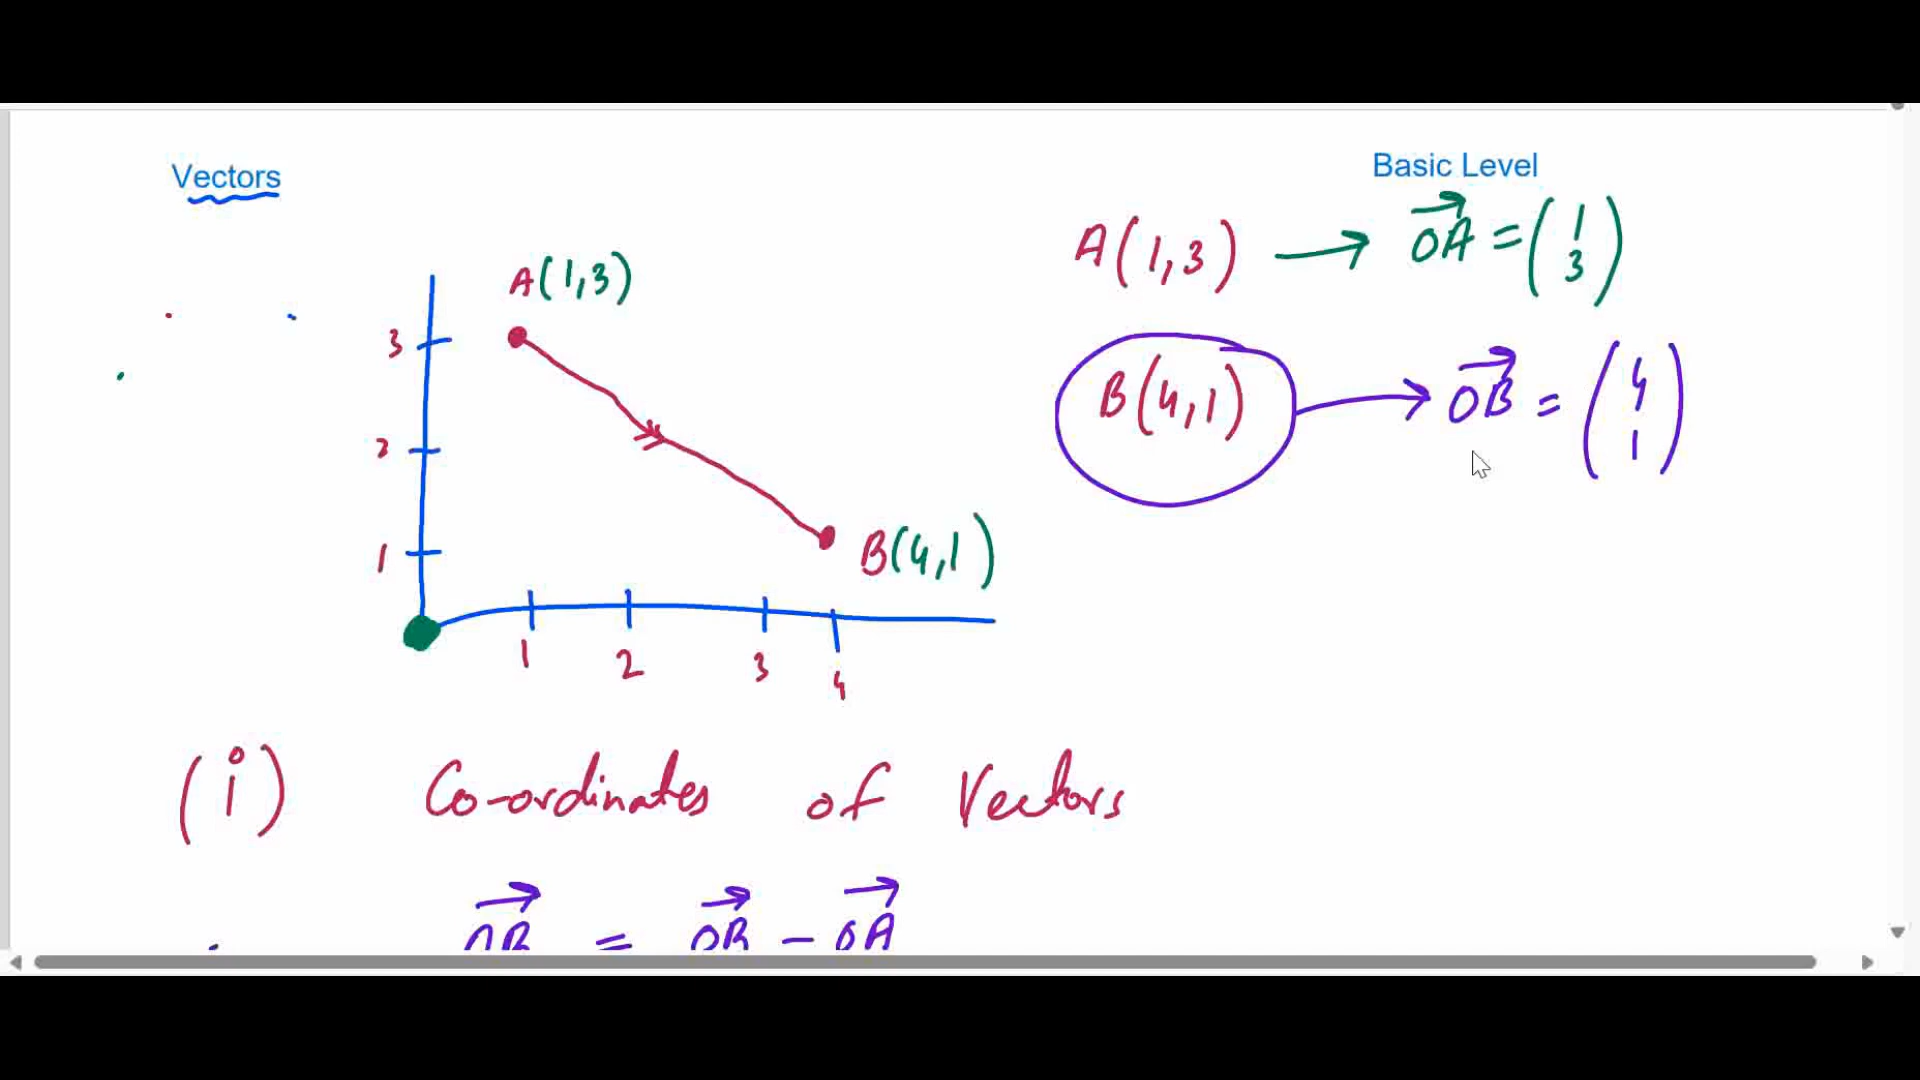 Vectors
Basic Level
A(1,3) → OA⃗ = (1
3)
A(1,3)
3
B(4,1) → OB⃗ = (4
1)
2
B(4,1)
1
1 2 3 4
(i) Co-ordinates of Vectors
AB⃗ = OB⃗ - OA⃗